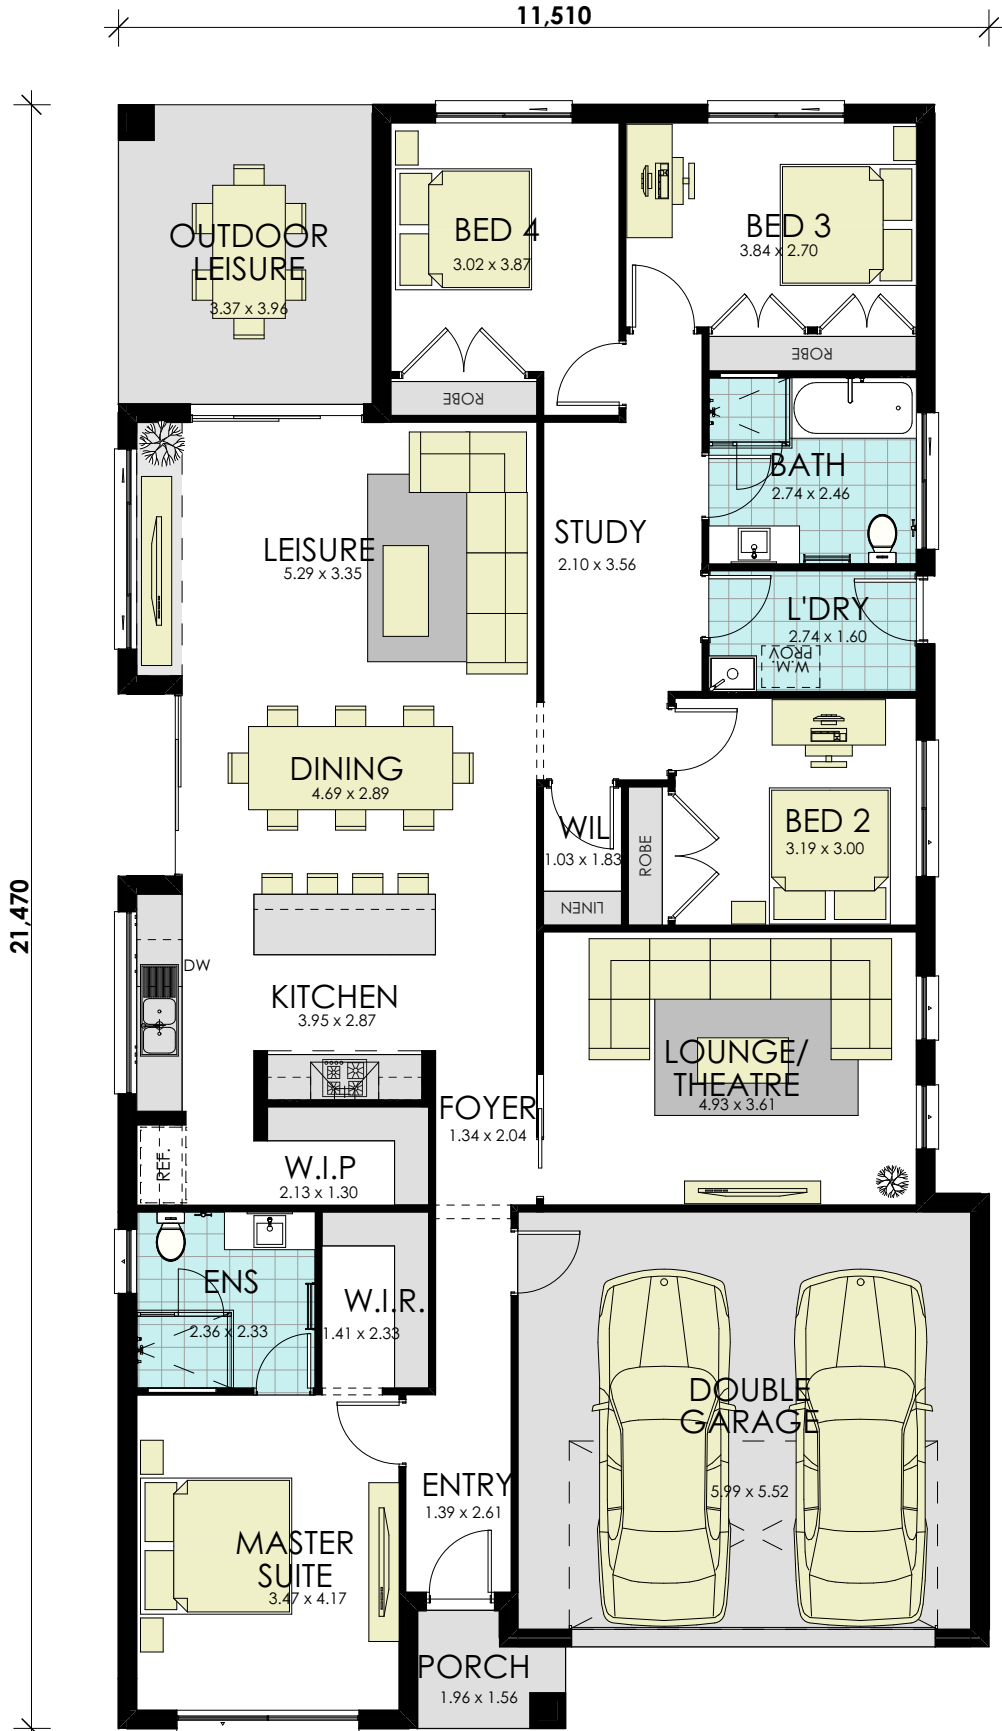 11,510
21,470
OUTDOOR
LEISURE
3.37 x 3.96
BED 4
3.02 x 3.87
BED 3
3.84 x 2.70
ROBE
ROBE
BATH
2.74 x 2.46
LEISURE
5.29 x 3.35
STUDY
2.10 x 3.56
L'DRY
2.74 x 1.60
W.M.
PROV.
DINING
4.69 x 2.89
WIL
1.03 x 1.83
ROBE
BED 2
3.19 x 3.00
LINEN
DW
KITCHEN
3.95 x 2.87
LOUNGE/
THEATRE
4.93 x 3.61
FOYER
1.34 x 2.04
REF.
W.I.P
2.13 x 1.30
ENS
2.36 x 2.33
W.I.R.
1.41 x 2.33
DOUBLE
GARAGE
5.99 x 5.52
ENTRY
1.39 x 2.61
MASTER
SUITE
3.47 x 4.17
PORCH
1.96 x 1.56